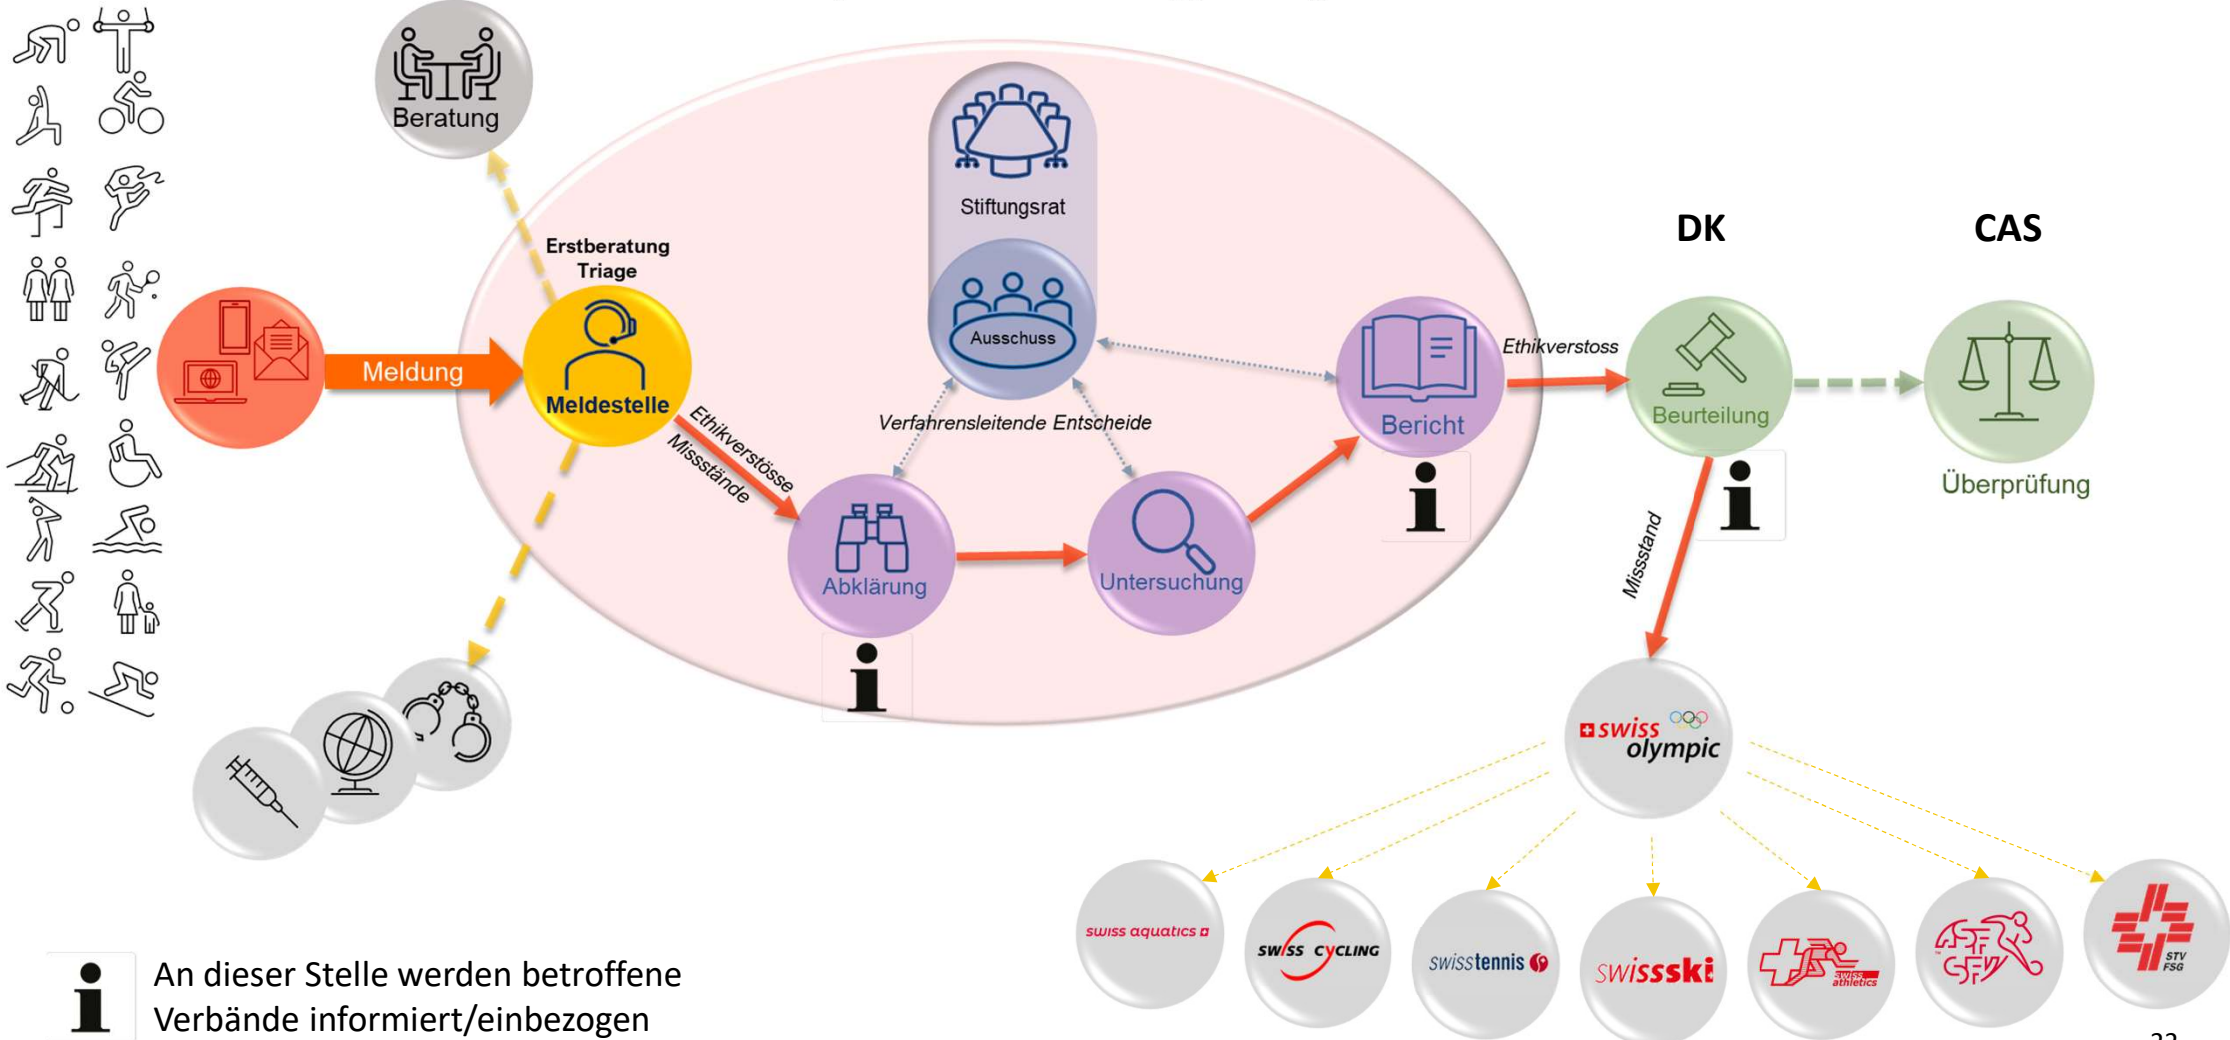 Beratung
Stiftungsrat
Ausschuss
Erstberatung
Triage
Meldung
Meldestelle
Ethikverstösse
Missstände
Verfahrensleitende Entscheide
Abklärung
Untersuchung
Bericht
Ethikverstoss
DK
CAS
Beurteilung
Überprüfung
Missstand
swiss
olympic
swiss aquatics
SWISS CYCLING
swisstennis
swissski
swiss
athletics
ASF
SFV
STV
FSG
An dieser Stelle werden betroffene
Verbände informiert/einbezogen